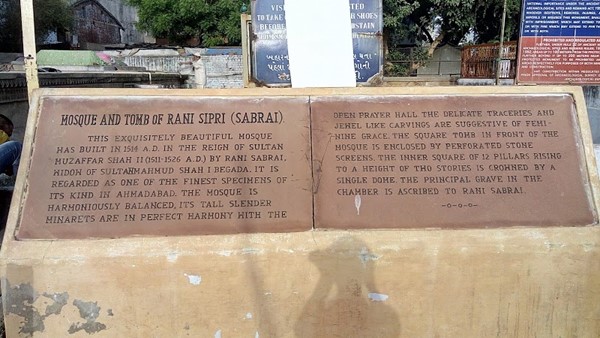 MOSQUE AND TOMB OF RANI SIPRI (SABRAI)
THIS EXQUISITELY BEAUTIFUL MOSQUE
HAS BUILT IN 1514 A.D. IN THE REIGN OF SULTAN
MUZAFFAR SHAH II (1511-1526 A.D.) BY RANI SABRAI,
WIDOW OF SULTAN MAHMUD SHAH I BEGADA. IT IS
REGARDED AS ONE OF THE FINEST SPECIMENS OF
ITS KIND IN AHMADABAD. THE MOSQUE IS
HARMONIOUSLY BALANCED, ITS TALL SLENDER
MINARETS ARE IN PERFECT HARMONY WITH THE
OPEN PRAYER HALL THE DELICATE TRACERIES AND
JEWEL LIKE CARVINGS ARE SUGGESTIVE OF FEMI-
NINE GRACE. THE SQUARE TOMB IN FRONT OF THE
MOSQUE IS ENCLOSED BY PERFORATED STONE
SCREENS. THE INNER SQUARE OF 12 PILLARS RISING
TO A HEIGHT OF TWO STORIES IS CROWNED BY A
SINGLE DOME. THE PRINCIPAL GRAVE IN THE
CHAMBER IS ASCRIBED TO RANI SABRAI.
-o-o-o-
TO TAKE
SHOES
BEFORE